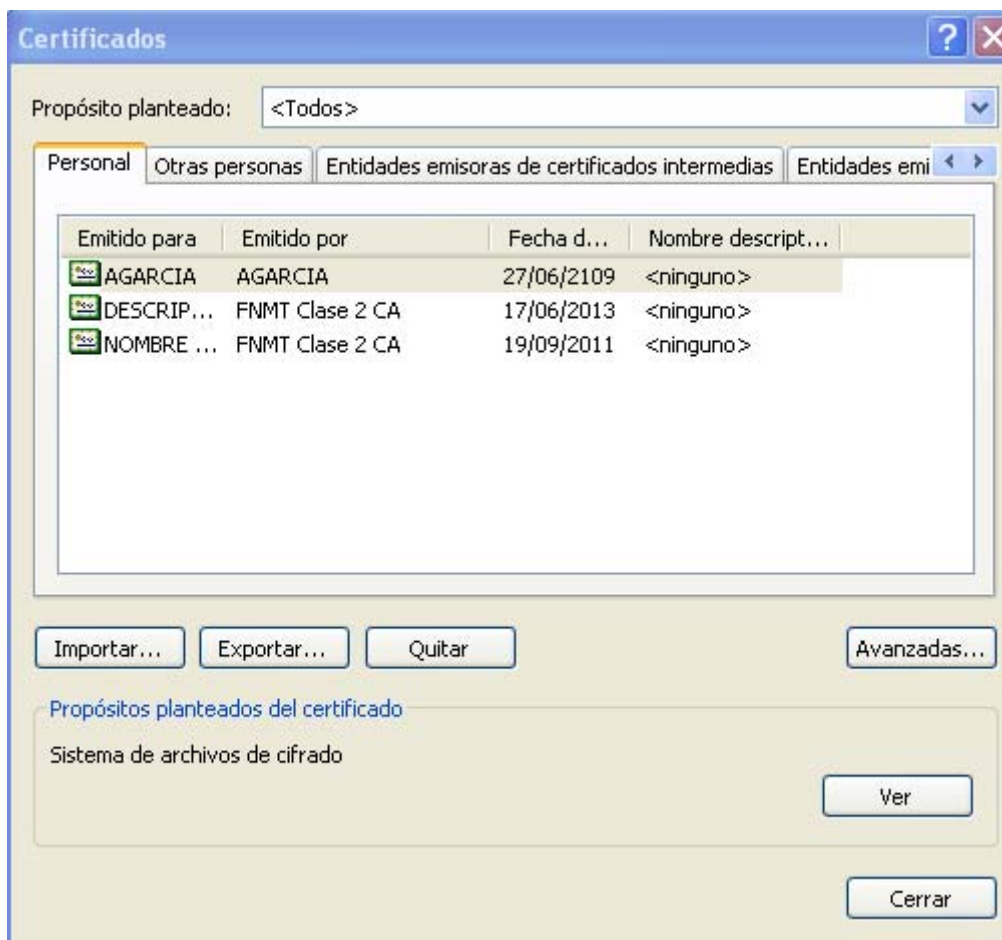 Certificados
Propósito planteado: <Todos>
Personal Otras personas Entidades emisoras de certificados intermedias Entidades emi
Emitido para Emitido por Fecha d... Nombre descript...
AGARCIA AGARCIA 27/06/2109 <ninguno>
DESCRIP... FNMT Clase 2 CA 17/06/2013 <ninguno>
NOMBRE ... FNMT Clase 2 CA 19/09/2011 <ninguno>
Importar... Exportar... Quitar Avanzadas...
Propósitos planteados del certificado
Sistema de archivos de cifrado
Ver
Cerrar